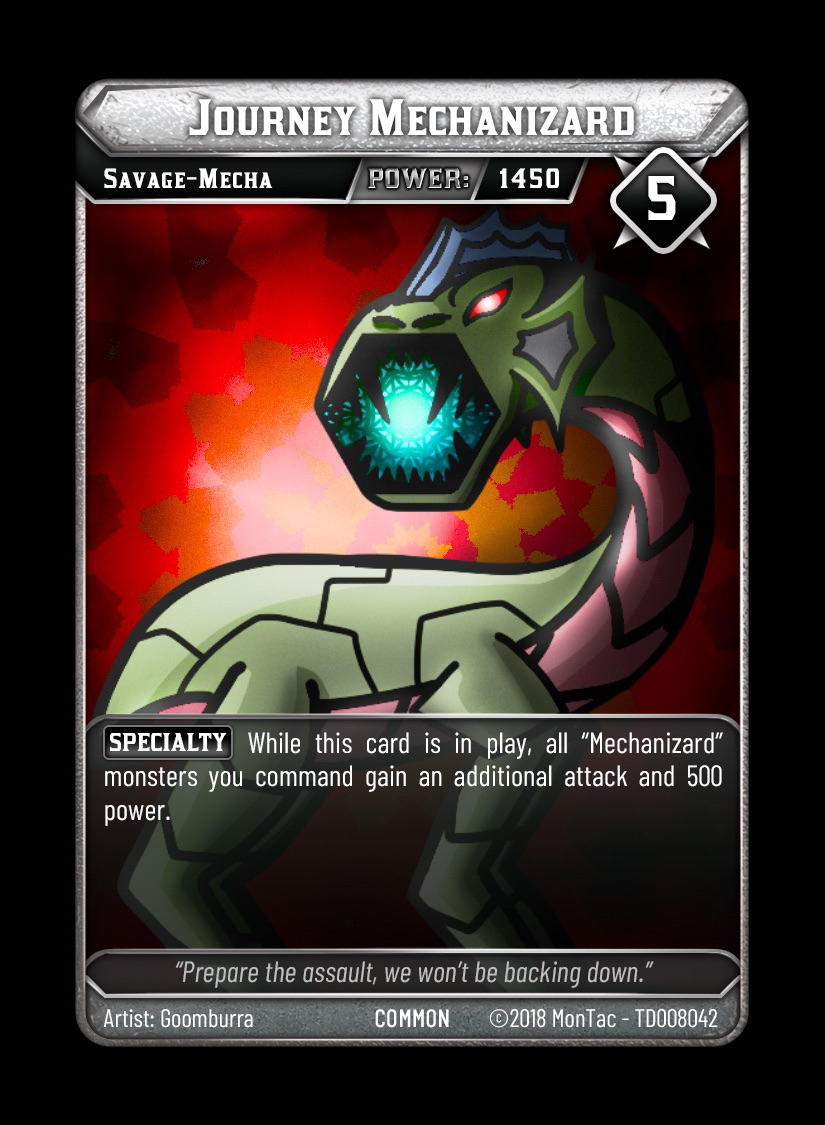 Journey Mechanizard
Savage-Mecha POWER: 1450
5
SPECIALTY While this card is in play, all “Mechanizard”
monsters you command gain an additional attack and 500
power.
“Prepare the assault, we won’t be backing down.”
Artist: Goomburra COMMON ©2018 MonTac - TD008042